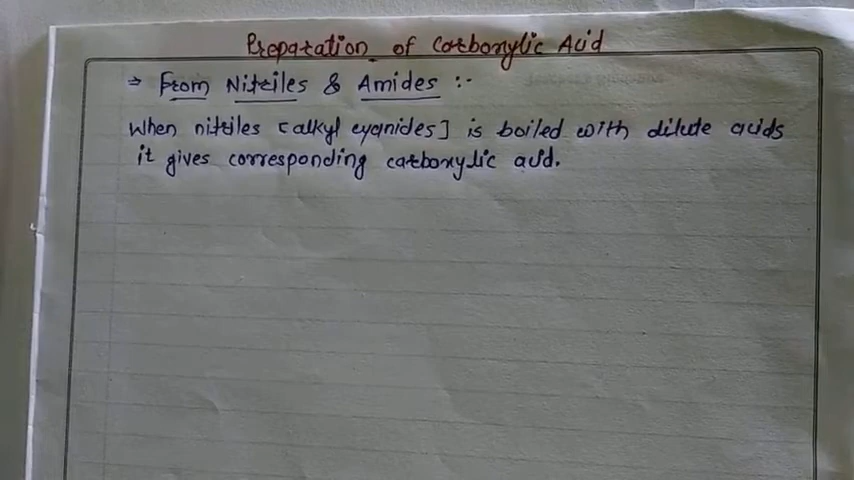 Preparation of Carboxylic Acid
⇒ From Nitriles & Amides :-
When nitriles [alkyl cyanides] is boiled with dilute acids
it gives corresponding carboxylic acid.